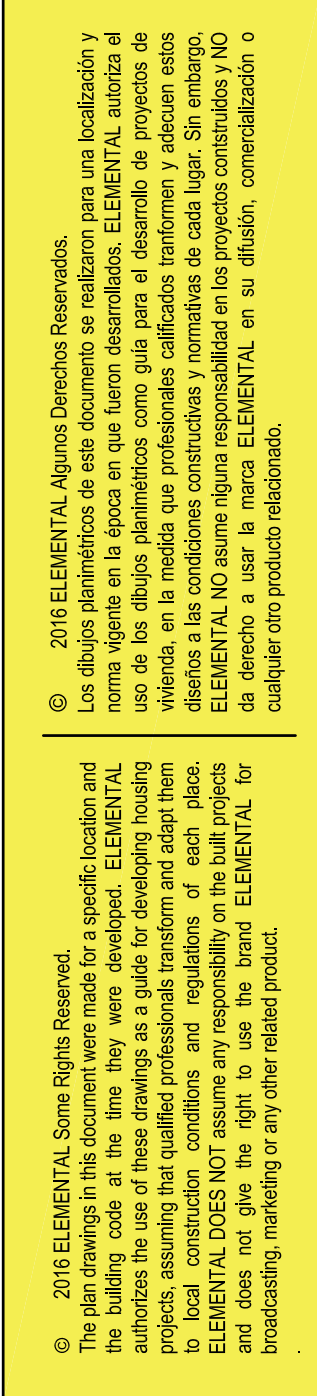 © 2016 ELEMENTAL Some Rights Reserved.
The plan drawings in this document were made for a specific location and
the building code at the time they were developed. ELEMENTAL
authorizes the use of these drawings as a guide for developing housing
projects, assuming that qualified professionals transform and adapt them
to local construction conditions and regulations of each place.
ELEMENTAL DOES NOT assume any responsibility on the built projects
and does not give the right to use the brand ELEMENTAL for
broadcasting, marketing or any other related product.
.
© 2016 ELEMENTAL Algunos Derechos Reservados.
Los dibujos planimétricos de este documento se realizaron para una localización y
norma vigente en la época en que fueron desarrollados. ELEMENTAL autoriza el
uso de los dibujos planimétricos como guía para el desarrollo de proyectos de
vivienda, en la medida que profesionales calificados tranformen y adecuen estos
diseños a las condiciones constructivas y normativas de cada lugar. Sin embargo,
ELEMENTAL NO asume niguna responsabilidad en los proyectos contstruidos y NO
da derecho a usar la marca ELEMENTAL en su difusión, comercialización o
cualquier otro producto relacionado.